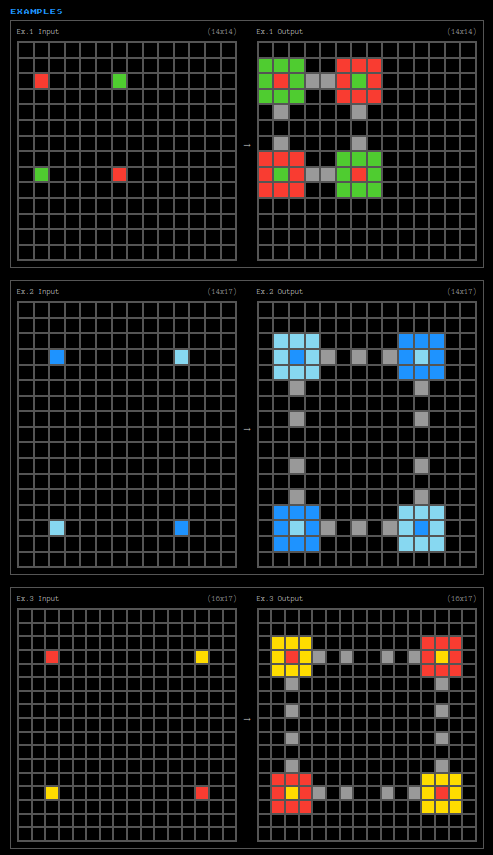 EXAMPLES
Ex.1 Input (14x14) Ex.1 Output (14x14)
→
Ex.2 Input (14x17) Ex.2 Output (14x17)
→
Ex.3 Input (16x17) Ex.3 Output (16x17)
→